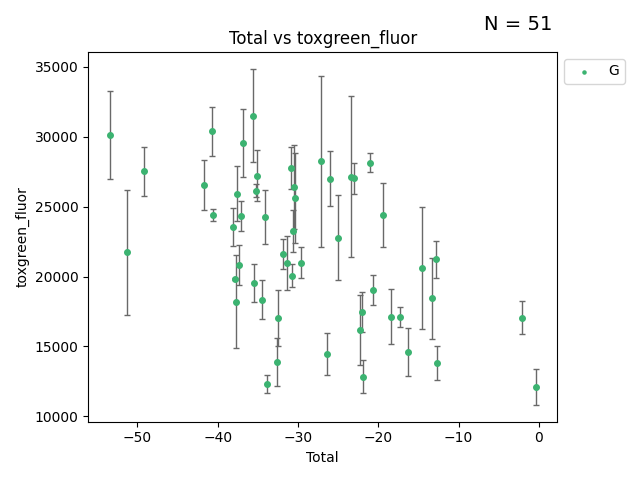 N = 51
Total vs toxgreen_fluor
G
toxgreen_fluor
35000
30000
25000
20000
15000
10000
−50 −40 −30 −20 −10 0
Total